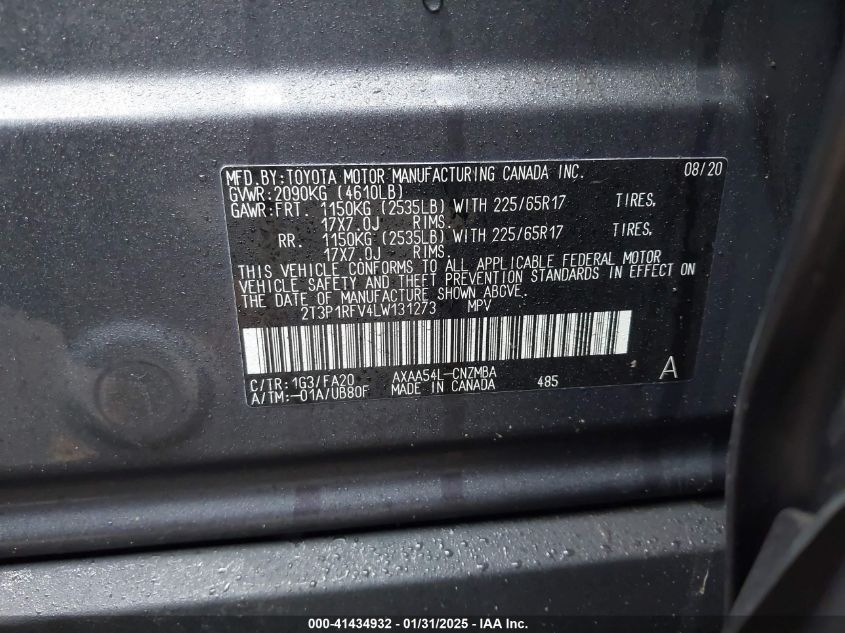 MFD.BY:TOYOTA MOTOR MANUFACTURING CANADA INC. 08/20
GVWR:2090KG (4610LB)
GAWR:FRT. 1150KG (2535LB) WITH 225/65R17 TIRES.
17X7.0J RIMS.
RR. 1150KG (2535LB) WITH 225/65R17 TIRES.
17X7.0J RIMS.
THIS VEHICLE CONFORMS TO ALL APPLICABLE FEDERAL MOTOR
VEHICLE SAFETY AND THEFT PREVENTION STANDARDS IN EFFECT ON
THE DATE OF MANUFACTURE SHOWN ABOVE.
2T3P1RFV4LW131273 MPV
C/TR: 1G3/FA20 AXAA54L-CNZMBA A
A/TM:-01A/UB80F MADE IN CANADA 485
000-41434932 - 01/31/2025 - IAA Inc.